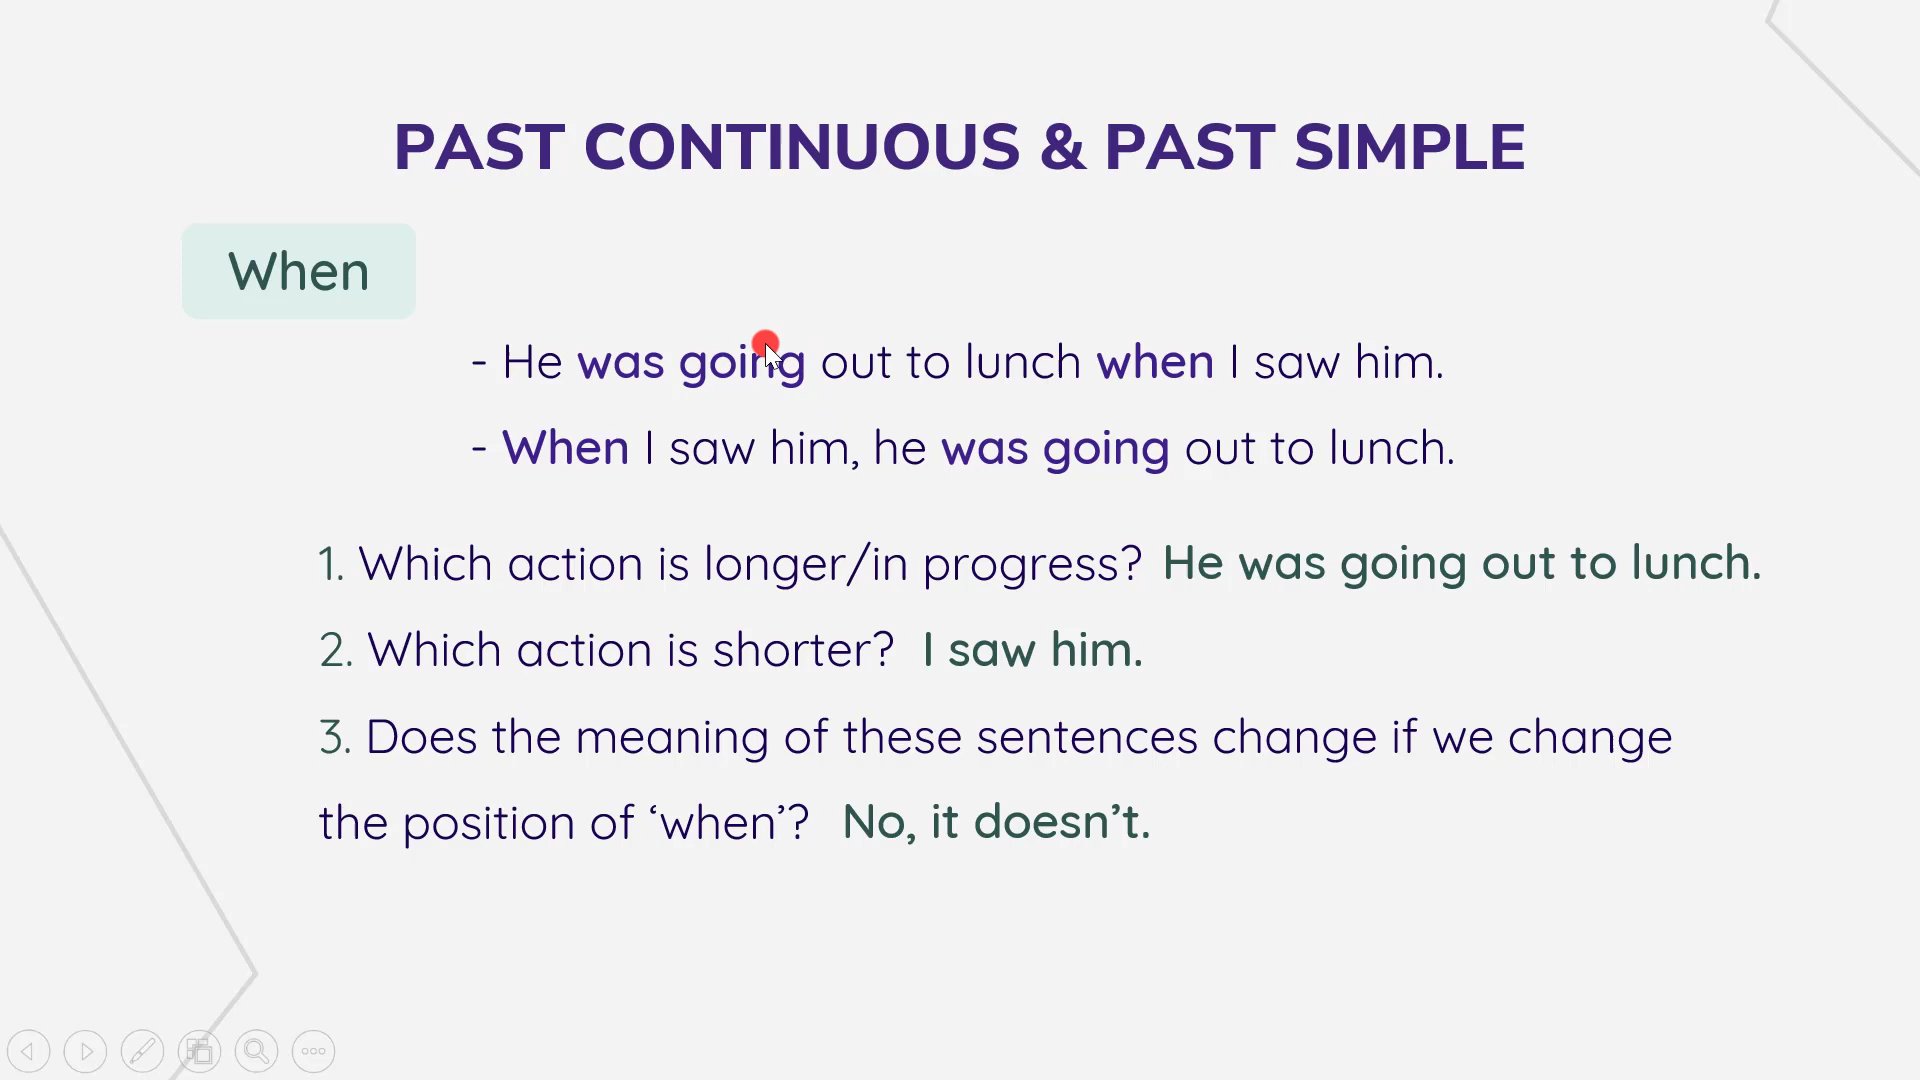 PAST CONTINUOUS & PAST SIMPLE
When
- He was going out to lunch when I saw him.
- When I saw him, he was going out to lunch.
1. Which action is longer/in progress? He was going out to lunch.
2. Which action is shorter? I saw him.
3. Does the meaning of these sentences change if we change
the position of ‘when’? No, it doesn’t.